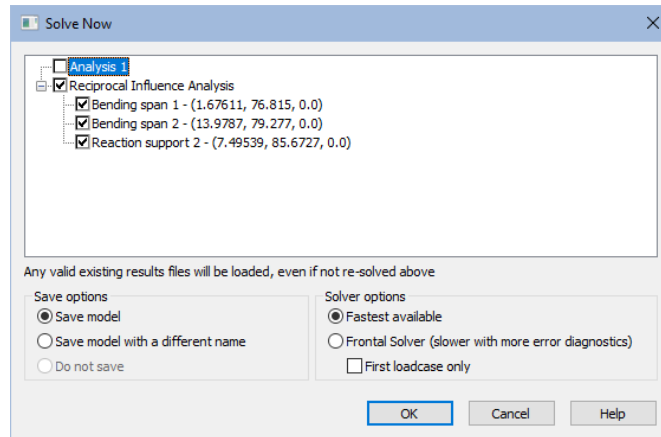 Solve Now
Analysis 1
Reciprocal Influence Analysis
Bending span 1 - (1.67611, 76.815, 0.0)
Bending span 2 - (13.9787, 79.277, 0.0)
Reaction support 2 - (7.49539, 85.6727, 0.0)
Any valid existing results files will be loaded, even if not re-solved above
Save options
Save model
Save model with a different name
Do not save
Solver options
Fastest available
Frontal Solver (slower with more error diagnostics)
First loadcase only
OK
Cancel
Help